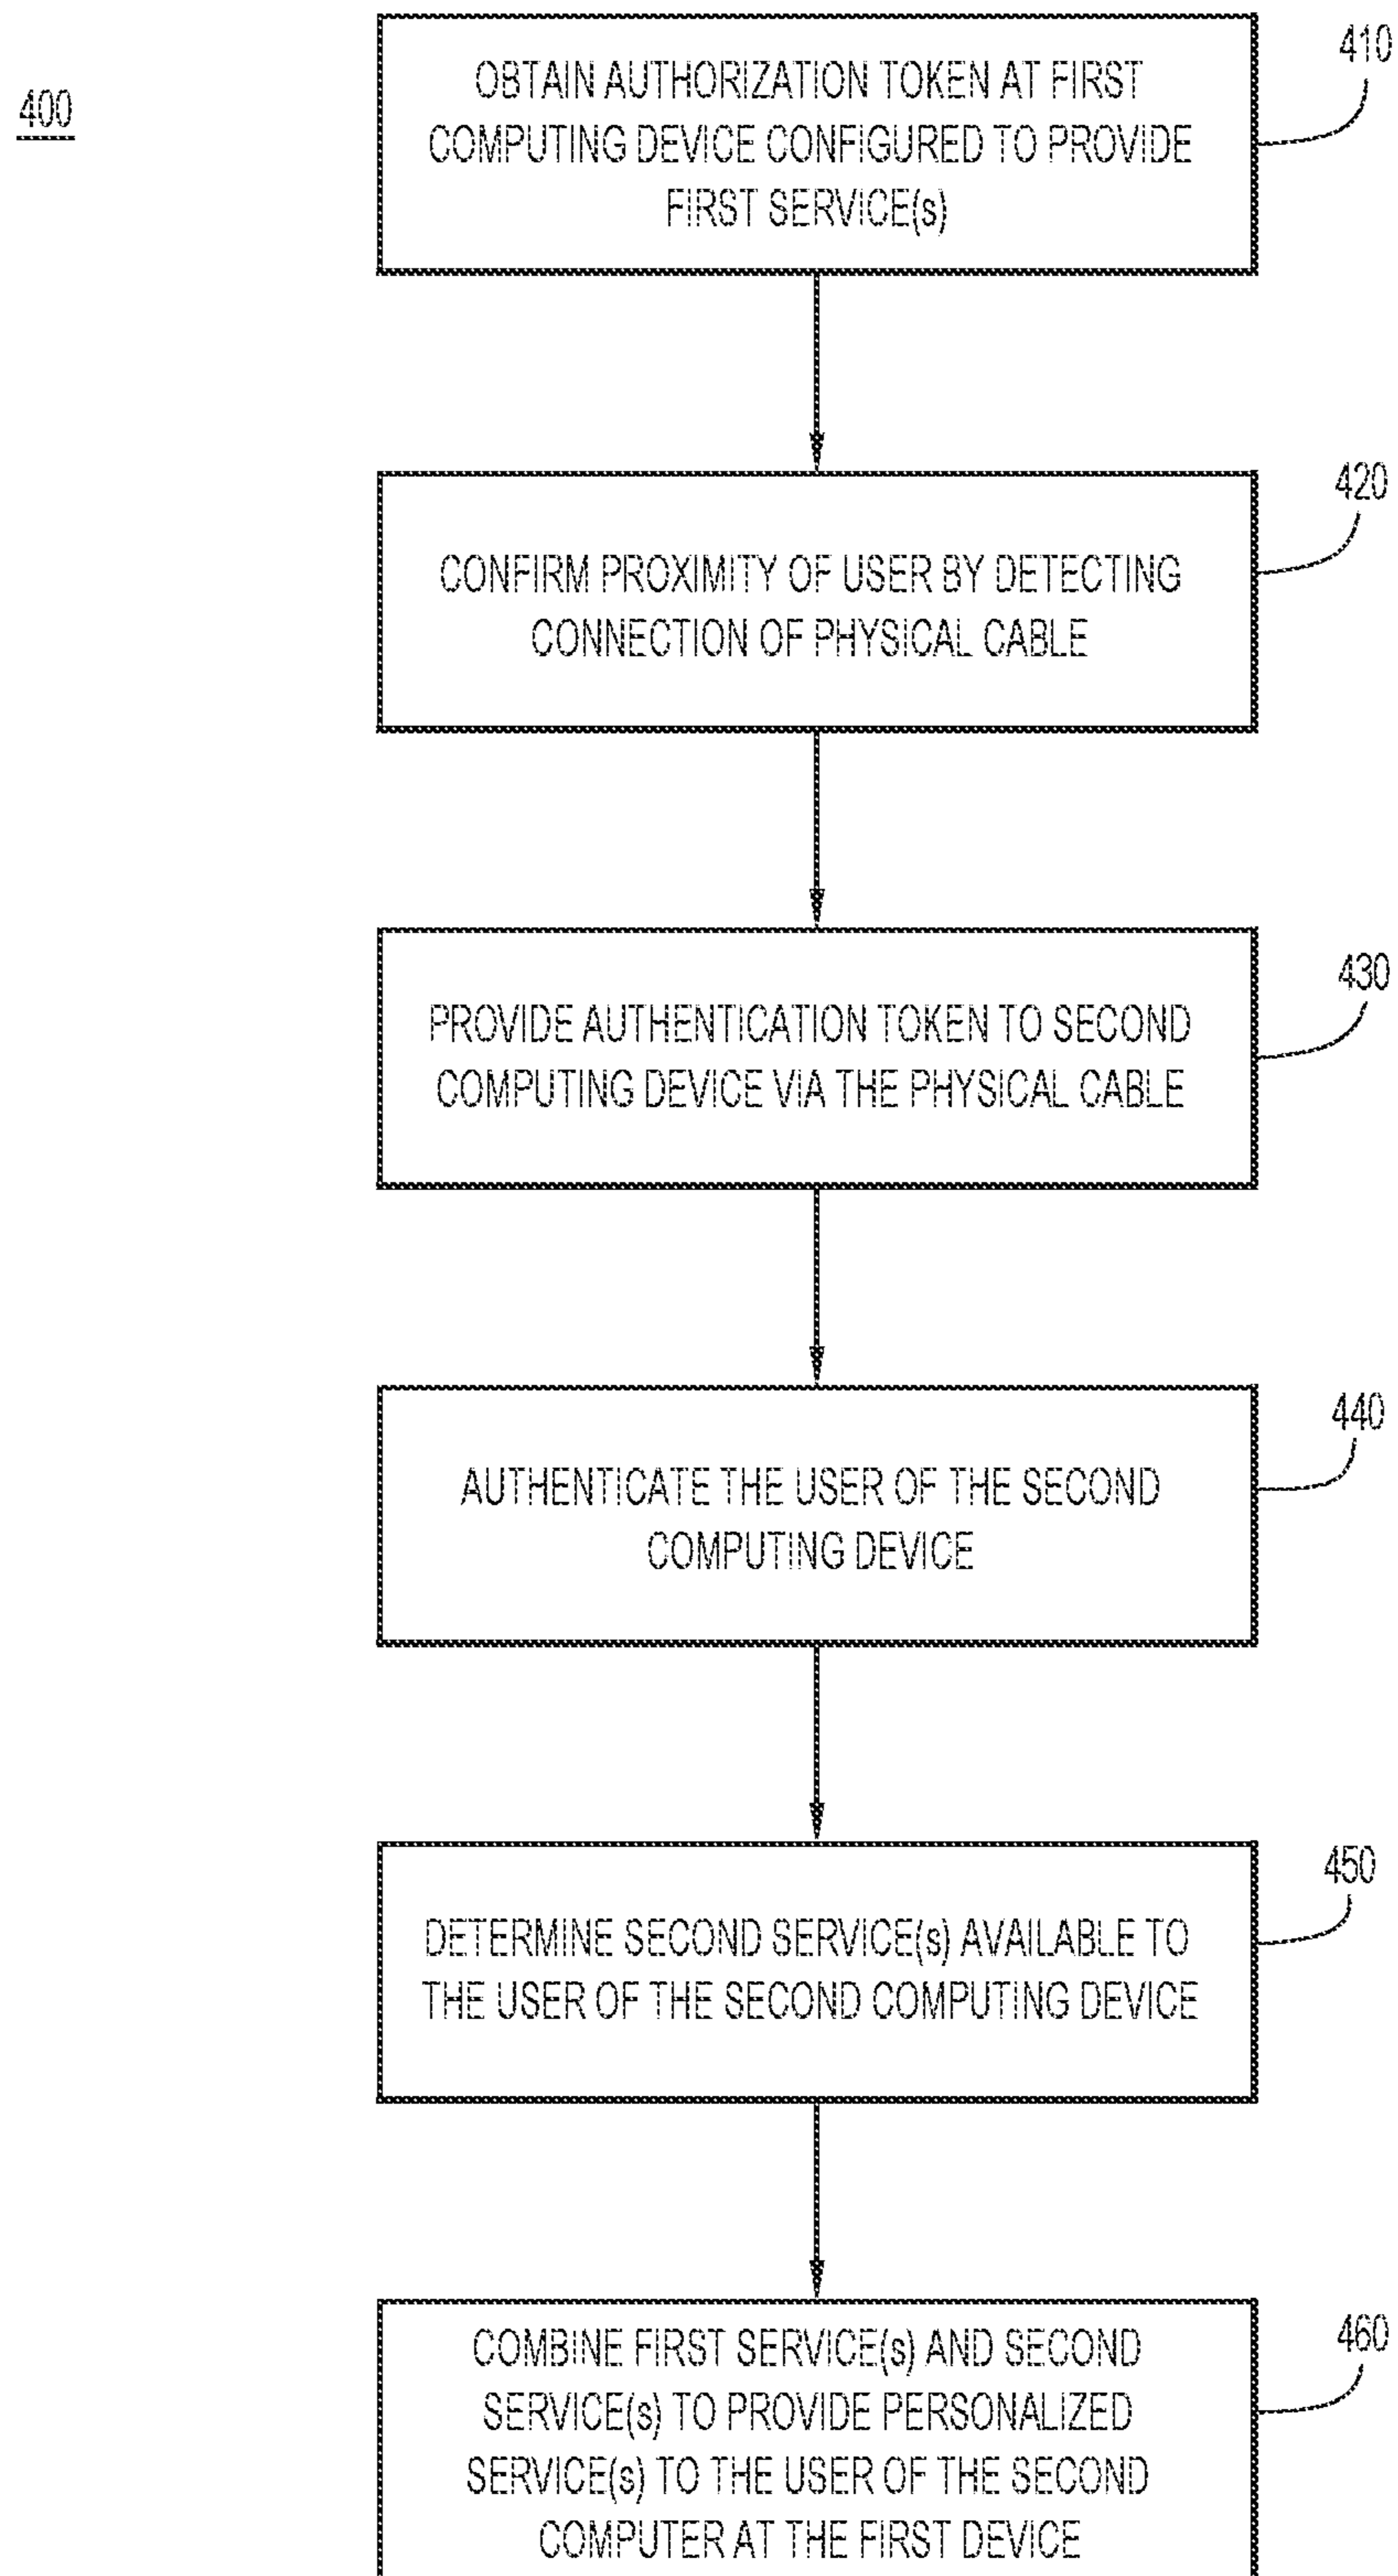 400
OBTAIN AUTHORIZATION TOKEN AT FIRST
COMPUTING DEVICE CONFIGURED TO PROVIDE
FIRST SERVICE(s)
410
CONFIRM PROXIMITY OF USER BY DETECTING
CONNECTION OF PHYSICAL CABLE
420
PROVIDE AUTHENTICATION TOKEN TO SECOND
COMPUTING DEVICE VIA THE PHYSICAL CABLE
430
AUTHENTICATE THE USER OF THE SECOND
COMPUTING DEVICE
440
DETERMINE SECOND SERVICE(s) AVAILABLE TO
THE USER OF THE SECOND COMPUTING DEVICE
450
COMBINE FIRST SERVICE(s) AND SECOND
SERVICE(s) TO PROVIDE PERSONALIZED
SERVICE(s) TO THE USER OF THE SECOND
COMPUTER AT THE FIRST DEVICE
460